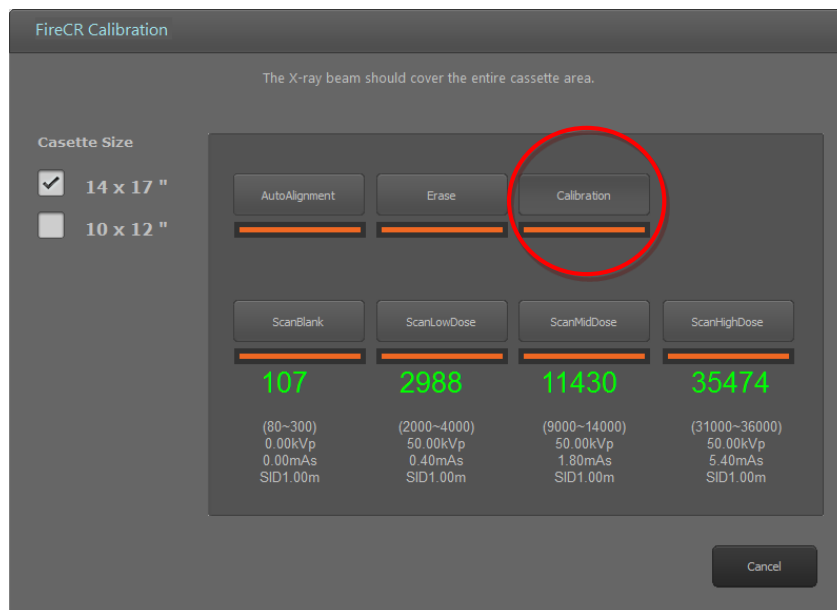 FireCR Calibration
The X-ray beam should cover the entire cassette area.
Casette Size
14 x 17 "
10 x 12 "
AutoAlignment
Erase
Calibration
ScanBlank
ScanLowDose
ScanMidDose
ScanHighDose
107
2988
11430
35474
(80~300)
0.00kVp
0.00mAs
SID1.00m
(2000~4000)
50.00kVp
0.40mAs
SID1.00m
(9000~14000)
50.00kVp
1.80mAs
SID1.00m
(31000~36000)
50.00kVp
5.40mAs
SID1.00m
Cancel